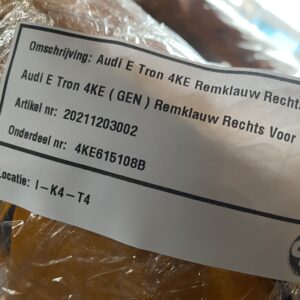 Omschrijving: Audi E Tron 4KE Remklauw Rechts
Audi E Tron 4KE ( GEN ) Remklauw Rechts Voor
Artikel nr: 20211203002
Onderdeel nr: 4KE615108B
Locatie: I-K4-T4